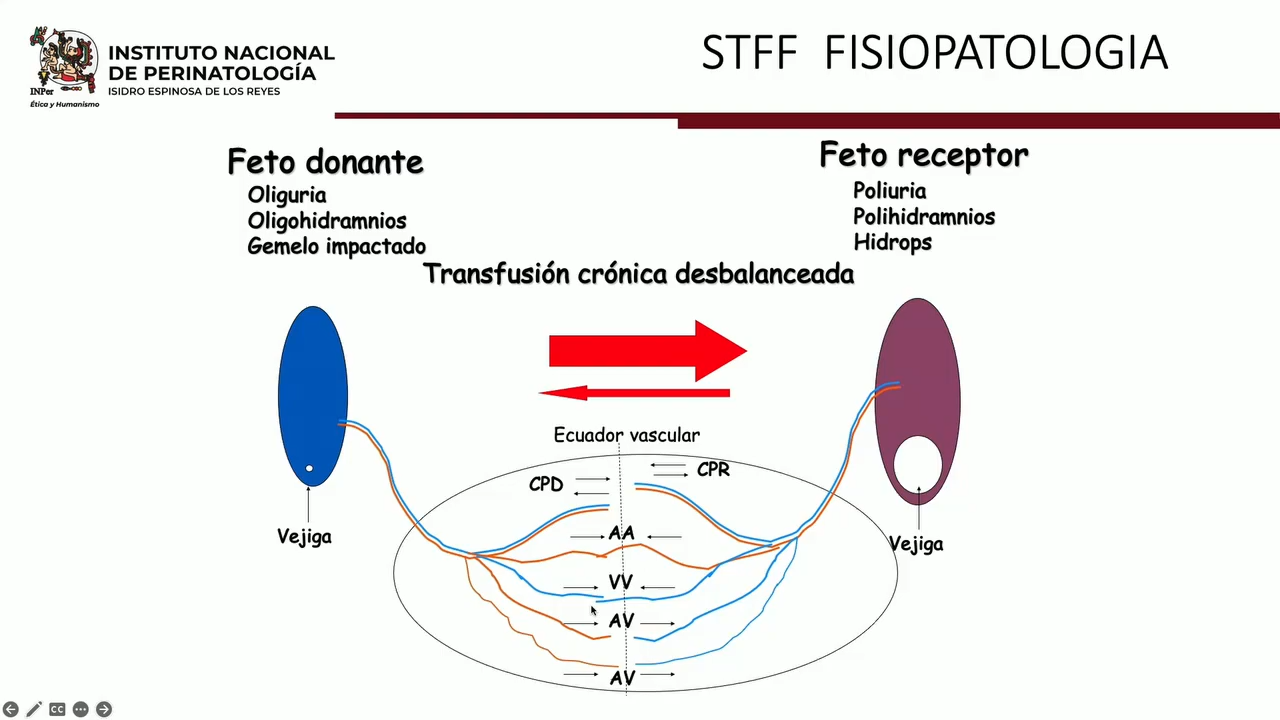 INSTITUTO NACIONAL
DE PERINATOLOGÍA
ISIDRO ESPINOSA DE LOS REYES
INPer
Ética y Humanismo
STFF FISIOPATOLOGIA
Feto donante
Oliguria
Oligohidramnios
Gemelo impactado
Feto receptor
Poliuria
Polihidramnios
Hidrops
Transfusión crónica desbalanceada
Ecuador vascular
CPD
CPR
AA
VV
AV
AV
Vejiga
Vejiga
CC